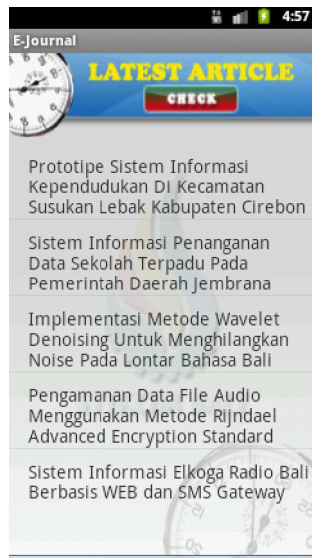 4:57
E-Journal
LATEST ARTICLE
CHECK
Prototipe Sistem Informasi
Kependudukan Di Kecamatan
Susukan Lebak Kabupaten Cirebon
Sistem Informasi Penanganan
Data Sekolah Terpadu Pada
Pemerintah Daerah Jembrana
Implementasi Metode Wavelet
Denoising Untuk Menghilangkan
Noise Pada Lontar Bahasa Bali
Pengamanan Data File Audio
Menggunakan Metode Rijndael
Advanced Encryption Standard
Sistem Informasi Elkoga Radio Bali
Berbasis WEB dan SMS Gateway